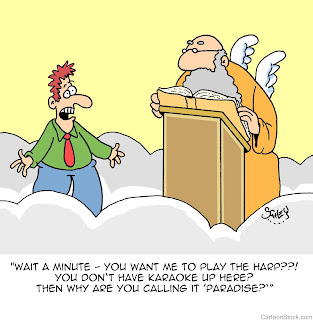 Smiley
"WAIT A MINUTE – YOU WANT ME TO PLAY THE HARP??!
YOU DON'T HAVE KARAOKE UP HERE?
THEN WHY ARE YOU CALLING IT 'PARADISE?'"
CartoonStock.com